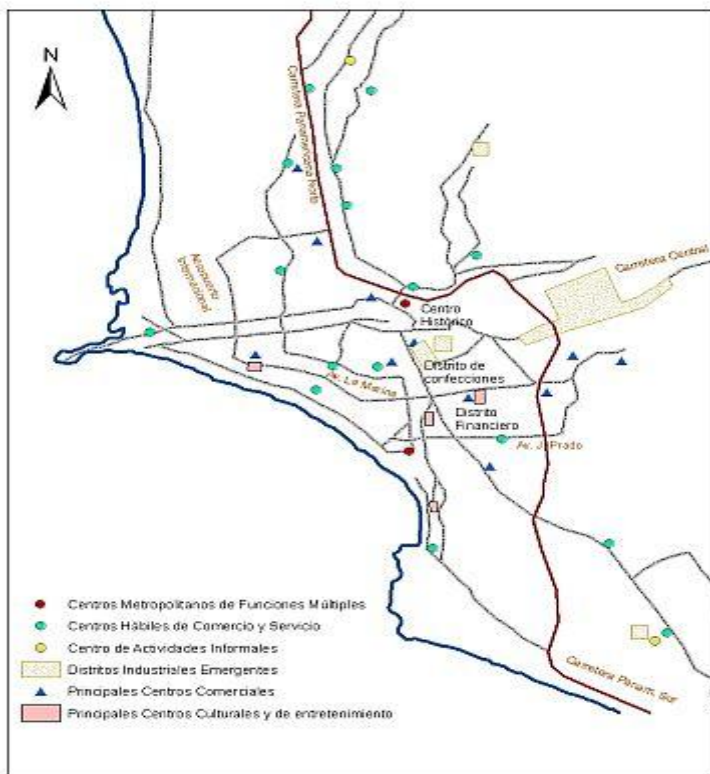 N
Carretera Panamericana Norte
Carretera Central
Aeropuerto
Internacional
Centro
Histórico
Distrito de
confecciones
Av. La Marina
Distrito
Financiero
Av. J. Prado
Carretera Panam. Sur
Centros Metropolitanos de Funciones Múltiples
Centros Hábiles de Comercio y Servicio
Centro de Actividades Informales
Distritos Industriales Emergentes
Principales Centros Comerciales
Principales Centros Culturales y de entretenimiento